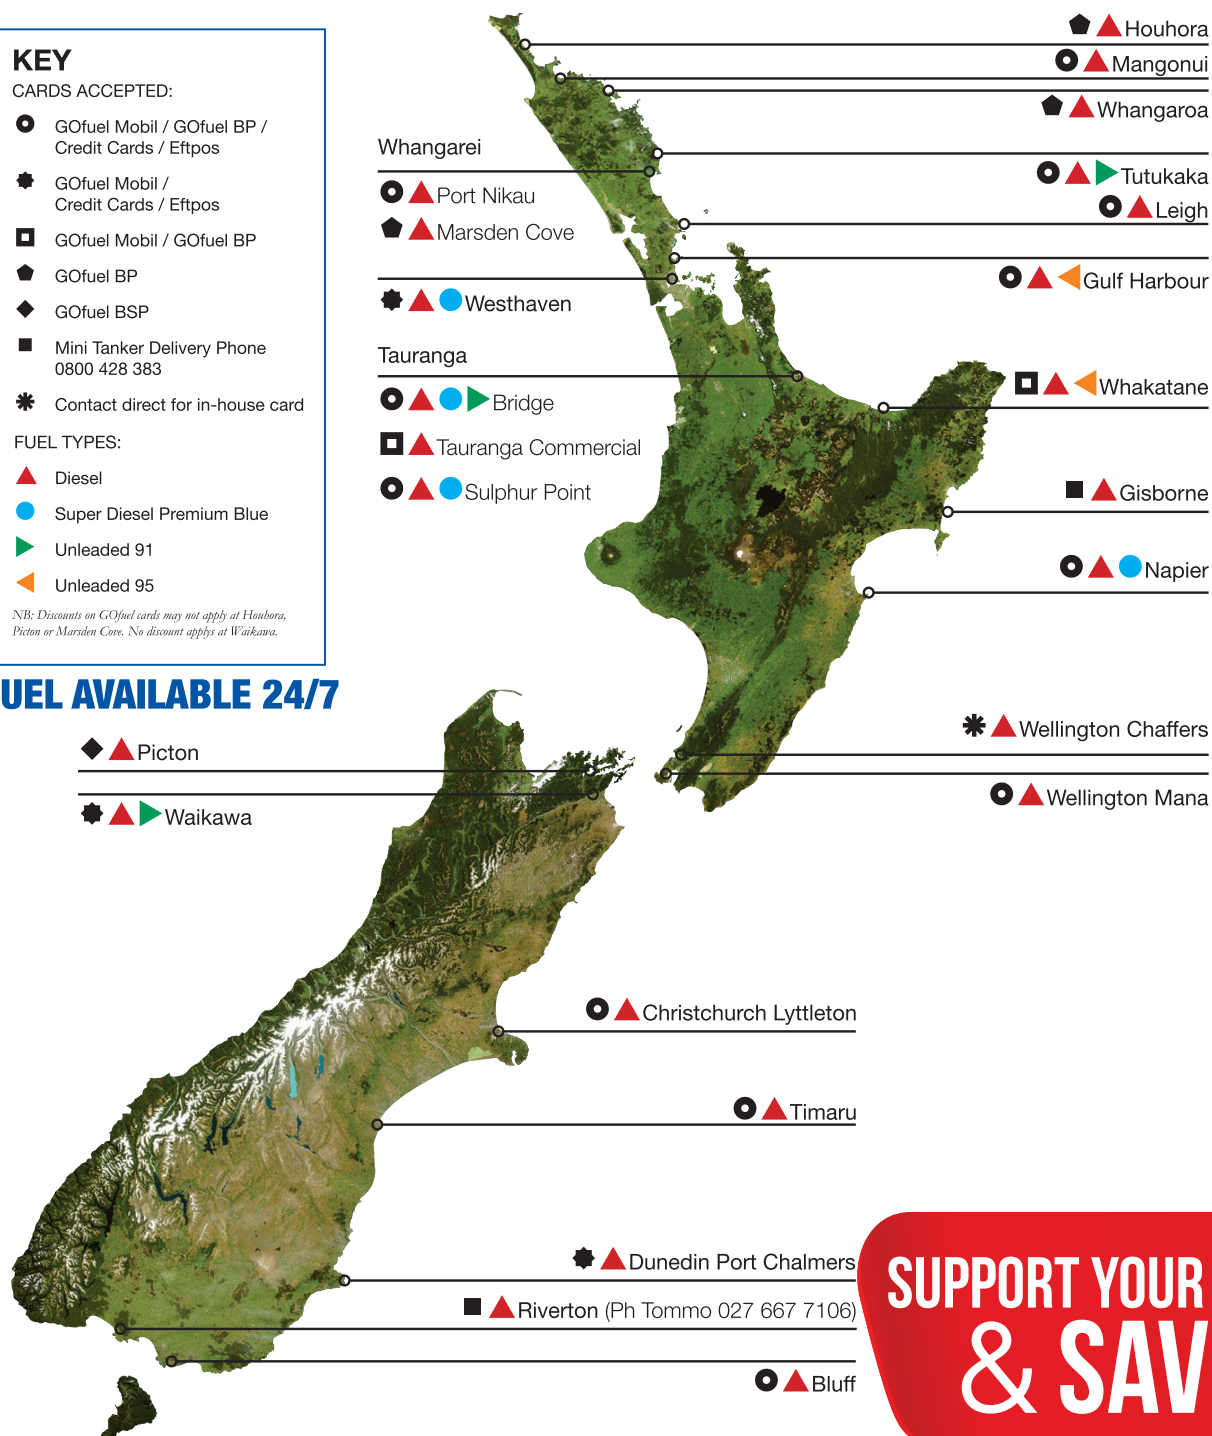 KEY
CARDS ACCEPTED:
GOfuel Mobil / GOfuel BP /
Credit Cards / Eftpos
GOfuel Mobil /
Credit Cards / Eftpos
GOfuel Mobil / GOfuel BP
GOfuel BP
GOfuel BSP
Mini Tanker Delivery Phone
0800 428 383
Contact direct for in-house card
FUEL TYPES:
Diesel
Super Diesel Premium Blue
Unleaded 91
Unleaded 95
NB: Discounts on GOfuel cards may not apply at Houhora,
Picton or Marsden Cove. No discount applys at Waikawa.
UEL AVAILABLE 24/7
Houhora
Mangonui
Whangaroa
Whangarei
Tutukaka
Port Nikau
Leigh
Marsden Cove
Gulf Harbour
Westhaven
Tauranga
Whakatane
Bridge
Tauranga Commercial
Sulphur Point
Gisborne
Napier
Wellington Chaffers
Picton
Wellington Mana
Waikawa
Christchurch Lyttleton
Timaru
Dunedin Port Chalmers
Riverton (Ph Tommo 027 667 7106)
Bluff
SUPPORT YOUR
& SAV